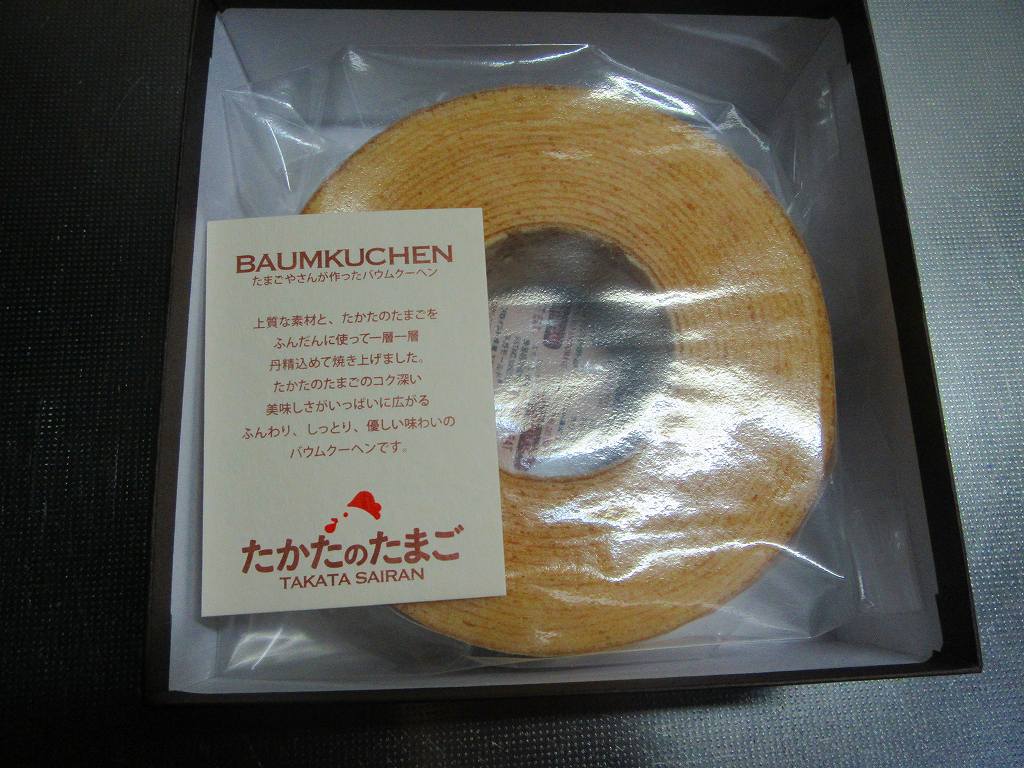 BAUMKUCHEN
たまごやさんが作ったバウムクーヘン
上質な素材と、たかたのたまごを
ふんだんに使って一層一層
丹精込めて焼き上げました。
たかたのたまごのコク深い
美味しさがいっぱいに広がる
ふんわり、しっとり、優しい味わいの
バウムクーヘンです。
たかたのたまご
TAKATA SAIRAN